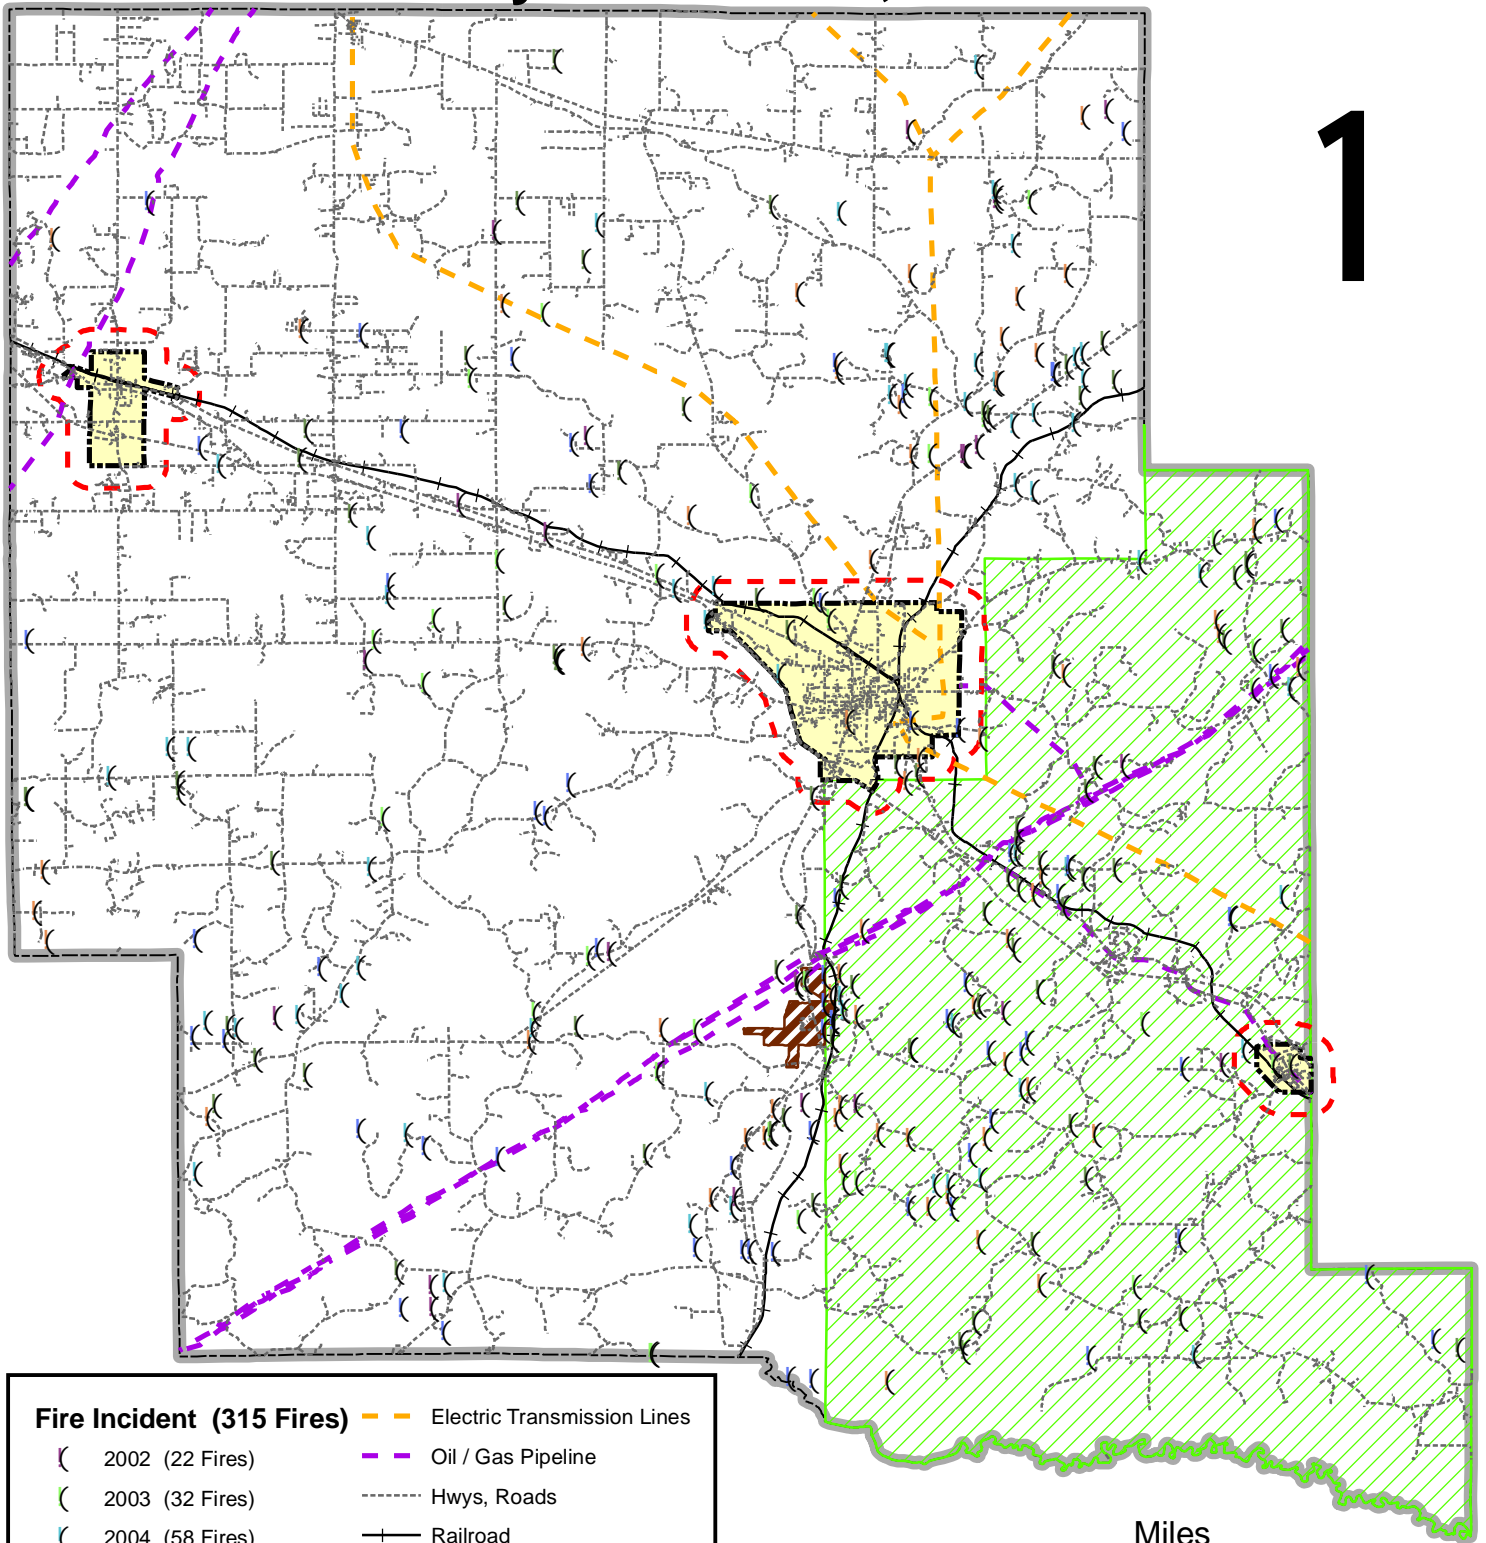 1
Fire Incident (315 Fires)
2002 (22 Fires)
2003 (32 Fires)
2004 (58 Fires)
Electric Transmission Lines
Oil / Gas Pipeline
Hwys, Roads
Railroad
Miles